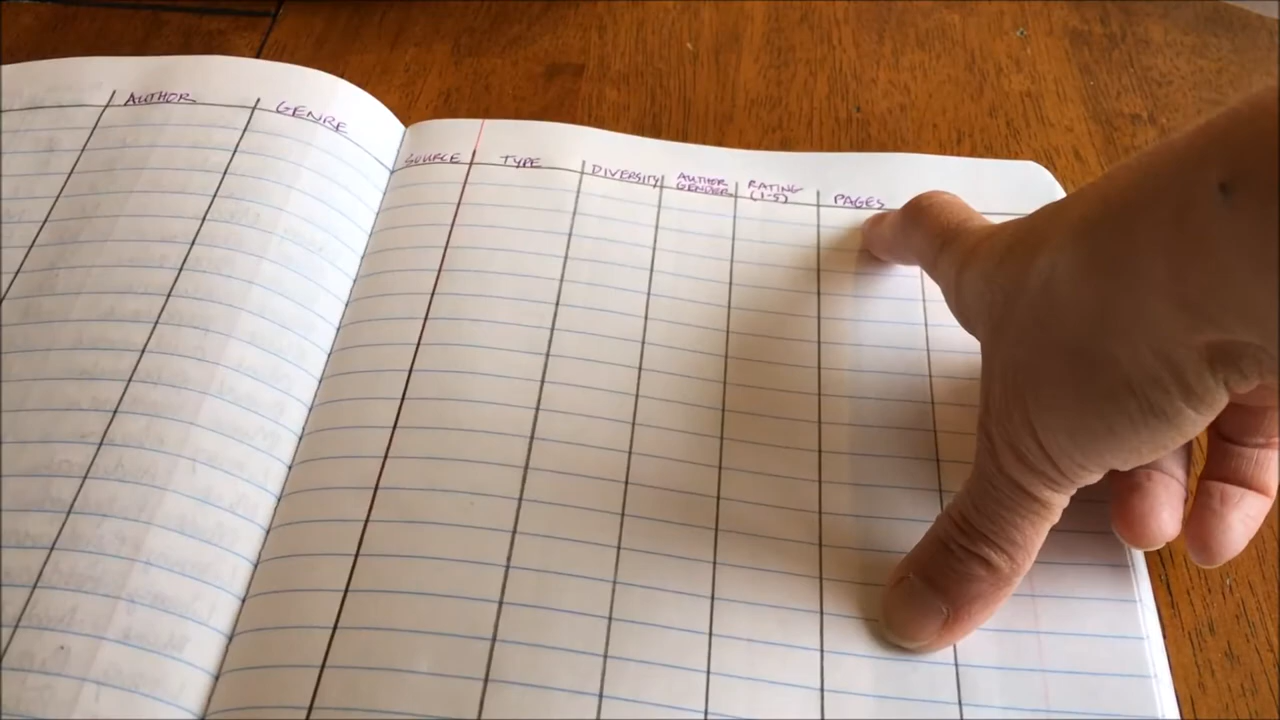 AUTHOR
GENRE
SOURCE
TYPE
DIVERSITY
AUTHOR
GENDER
RATING
(1-5)
PAGES